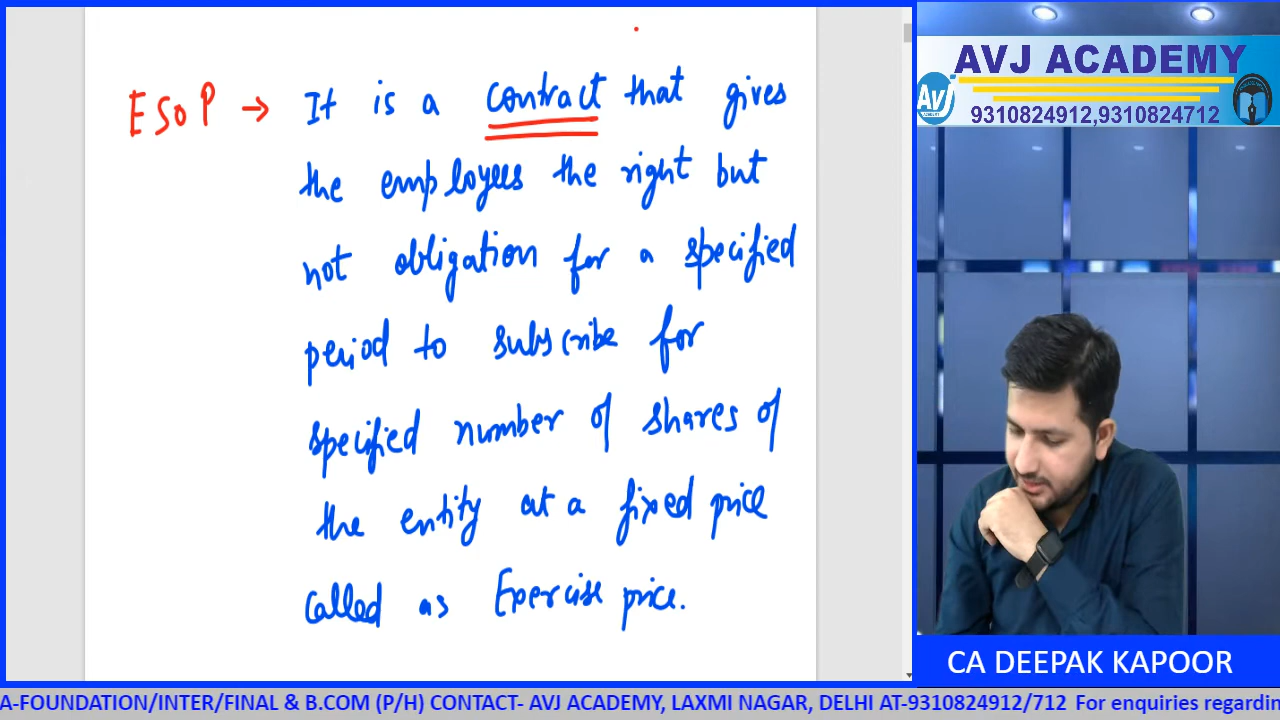 ESOP → It is a contract that gives
the employees the right but
not obligation for a specified
period to subscribe for
specified number of shares of
the entity at a fixed price
called as Exercise price.
AVJ ACADEMY
AVJ
9310824912,9310824712
CA DEEPAK KAPOOR
A-FOUNDATION/INTER/FINAL & B.COM (P/H) CONTACT- AVJ ACADEMY, LAXMI NAGAR, DELHI AT-9310824912/712 For enquiries regardin